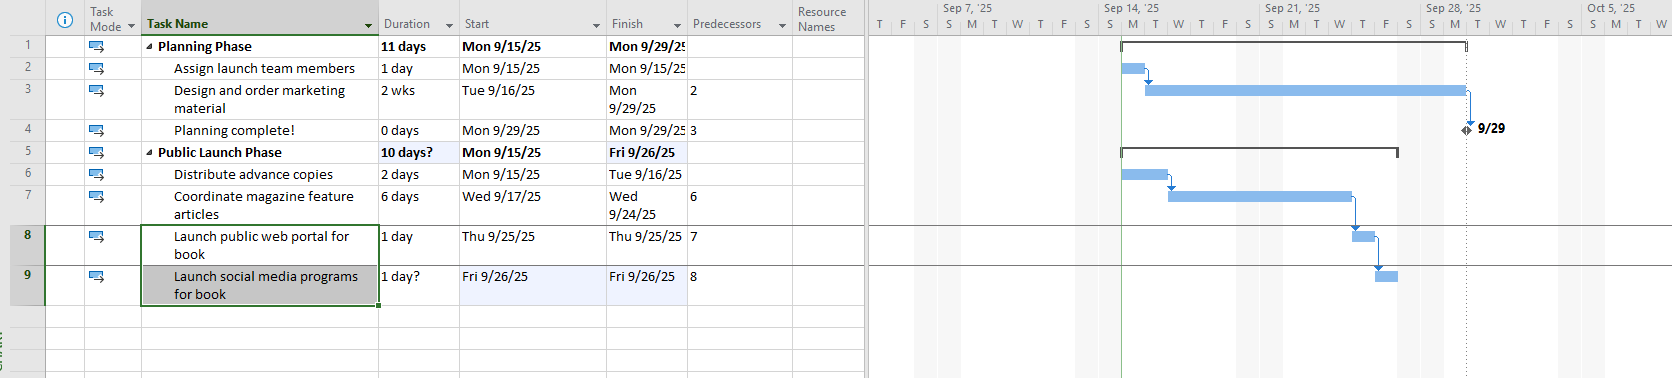 Task Mode Task Name Duration Start Finish Predecessors Resource Names
1 Planning Phase 11 days Mon 9/15/25 Mon 9/29/25
2 Assign launch team members 1 day Mon 9/15/25 Mon 9/15/25
3 Design and order marketing material 2 wks Tue 9/16/25 Mon 9/29/25 2
4 Planning complete! 0 days Mon 9/29/25 Mon 9/29/25 3
5 Public Launch Phase 10 days? Mon 9/15/25 Fri 9/26/25
6 Distribute advance copies 2 days Mon 9/15/25 Tue 9/16/25
7 Coordinate magazine feature articles 6 days Wed 9/17/25 Wed 9/24/25 6
8 Launch public web portal for book 1 day Thu 9/25/25 Thu 9/25/25 7
9 Launch social media programs for book 1 day? Fri 9/26/25 Fri 9/26/25 8
Sep 7, '25 Sep 14, '25 Sep 21, '25 Sep 28, '25 Oct 5, '25
T F S S M T W T F S S M T W T F S S M T W T F S S M T W T F S S M T W
9/29